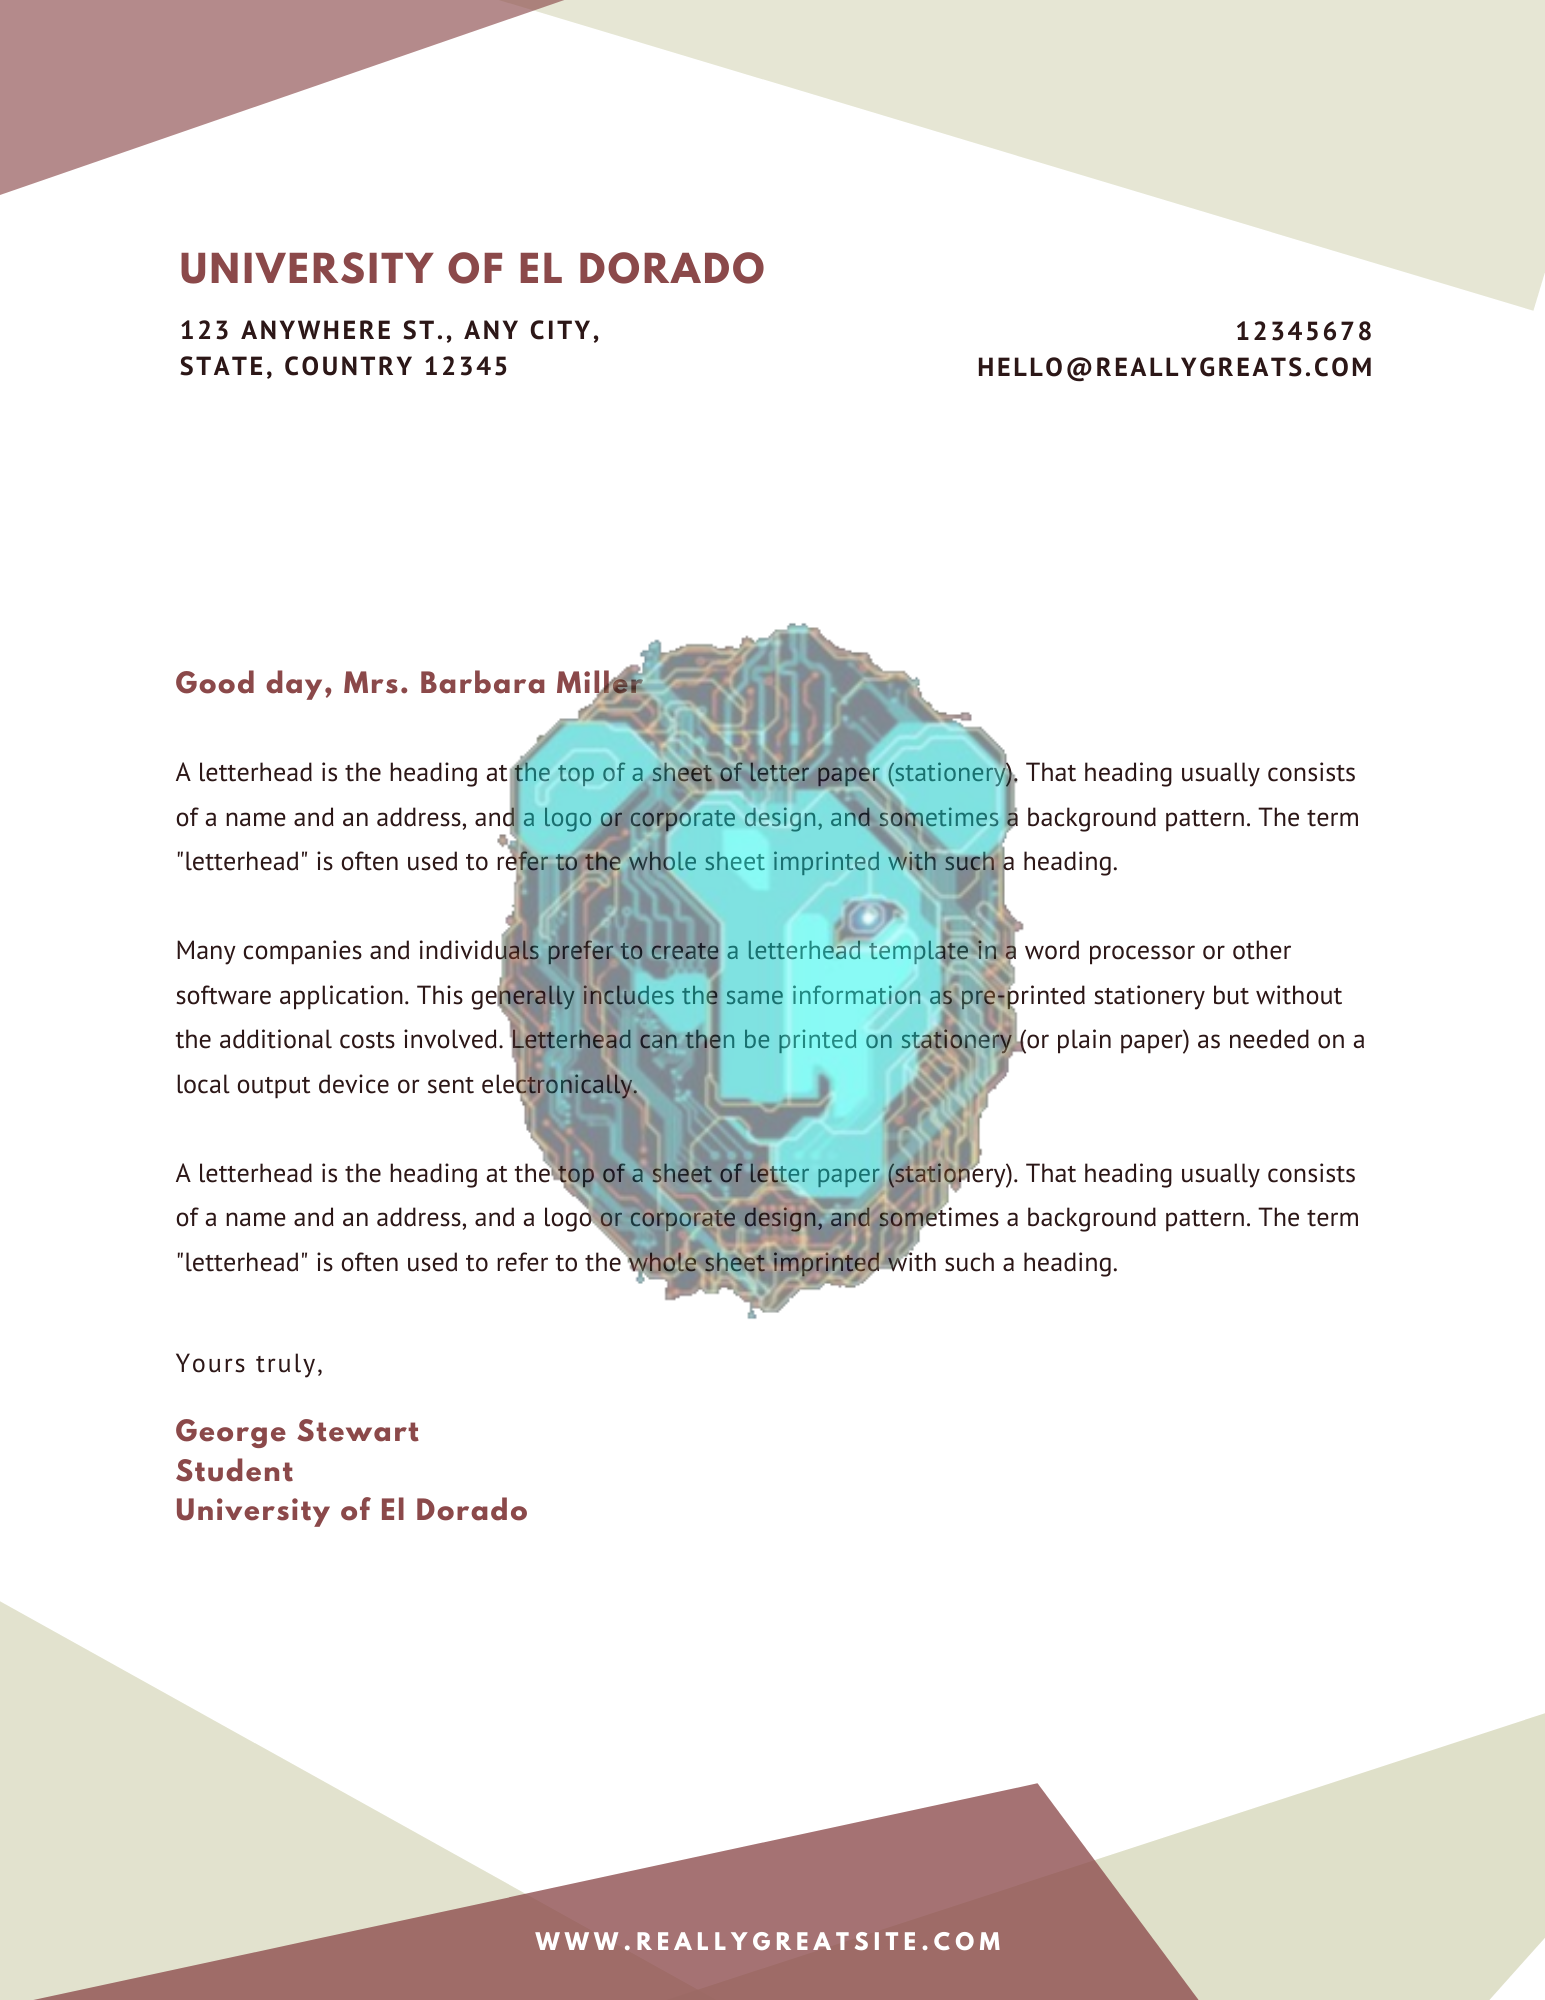 UNIVERSITY OF EL DORADO
123 ANYWHERE ST., ANY CITY,
STATE, COUNTRY 12345
12345678
HELLO@REALLYGREATS.COM
Good day, Mrs. Barbara Miller
A letterhead is the heading at the top of a sheet of letter paper (stationery). That heading usually consists
of a name and an address, and a logo or corporate design, and sometimes a background pattern. The term
"letterhead" is often used to refer to the whole sheet imprinted with such a heading.
Many companies and individuals prefer to create a letterhead template in a word processor or other
software application. This generally includes the same information as pre-printed stationery but without
the additional costs involved. Letterhead can then be printed on stationery (or plain paper) as needed on a
local output device or sent electronically.
A letterhead is the heading at the top of a sheet of letter paper (stationery). That heading usually consists
of a name and an address, and a logo or corporate design, and sometimes a background pattern. The term
"letterhead" is often used to refer to the whole sheet imprinted with such a heading.
Yours truly,
George Stewart
Student
University of El Dorado
WWW.REALLYGREATSITE.COM